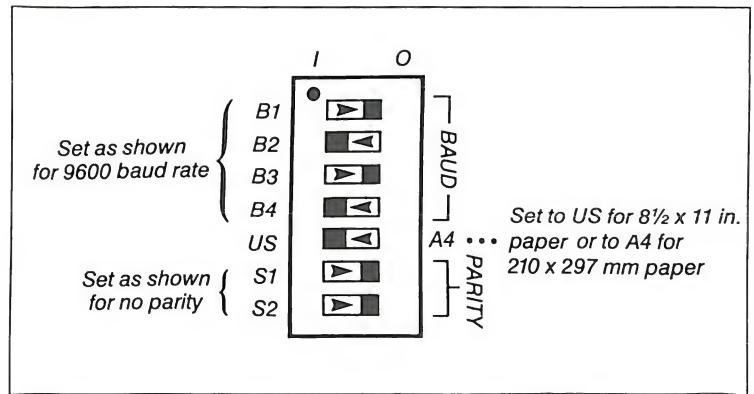 I O
B1
B2
B3
B4
US
S1
S2
Set as shown
for 9600 baud rate
Set as shown
for no parity
BAUD
A4 •••
PARITY
Set to US for 8½ x 11 in.
paper or to A4 for
210 x 297 mm paper